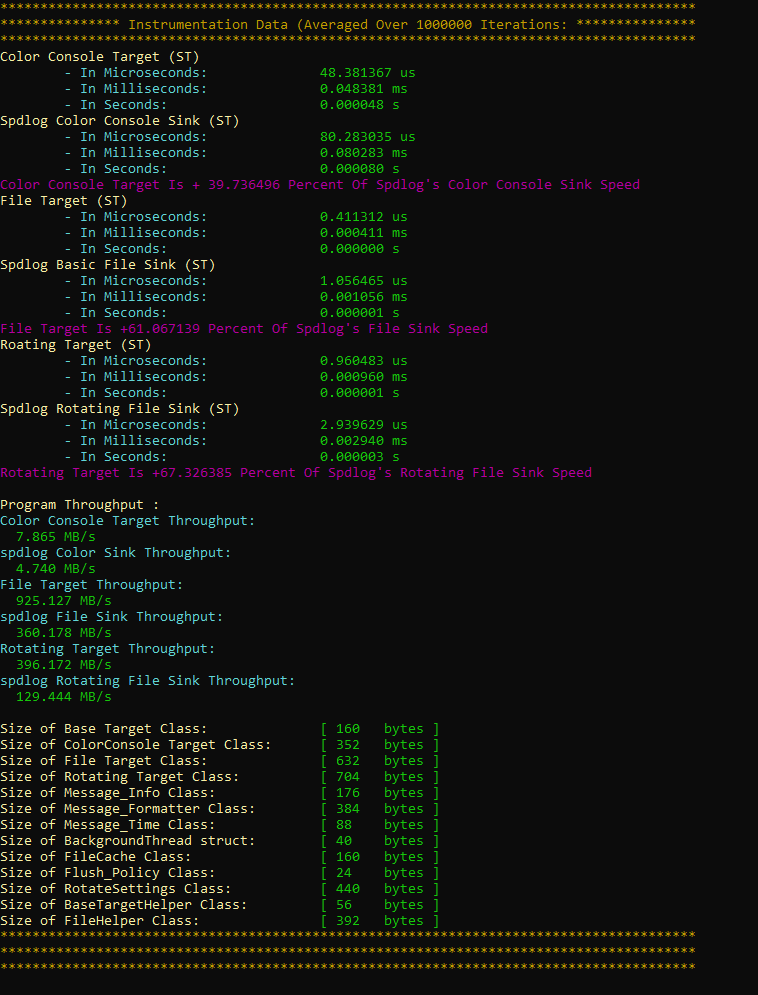 ***************************************************************************************
*************** Instrumentation Data (Averaged Over 1000000 Iterations: ***************
***************************************************************************************
Color Console Target (ST)
- In Microseconds: 48.381367 us
- In Milliseconds: 0.048381 ms
- In Seconds: 0.000048 s
Spdlog Color Console Sink (ST)
- In Microseconds: 80.283035 us
- In Milliseconds: 0.080283 ms
- In Seconds: 0.000080 s
Color Console Target Is + 39.736496 Percent Of Spdlog's Color Console Sink Speed
File Target (ST)
- In Microseconds: 0.411312 us
- In Milliseconds: 0.000411 ms
- In Seconds: 0.000000 s
Spdlog Basic File Sink (ST)
- In Microseconds: 1.056465 us
- In Milliseconds: 0.001056 ms
- In Seconds: 0.000001 s
File Target Is +61.067139 Percent Of Spdlog's File Sink Speed
Roating Target (ST)
- In Microseconds: 0.960483 us
- In Milliseconds: 0.000960 ms
- In Seconds: 0.000001 s
Spdlog Rotating File Sink (ST)
- In Microseconds: 2.939629 us
- In Milliseconds: 0.002940 ms
- In Seconds: 0.000003 s
Rotating Target Is +67.326385 Percent Of Spdlog's Rotating File Sink Speed
Program Throughput :
Color Console Target Throughput:
7.865 MB/s
spdlog Color Sink Throughput:
4.740 MB/s
File Target Throughput:
925.127 MB/s
spdlog File Sink Throughput:
360.178 MB/s
Rotating Target Throughput:
396.172 MB/s
spdlog Rotating File Sink Throughput:
129.444 MB/s
Size of Base Target Class: [ 160 bytes ]
Size of ColorConsole Target Class: [ 352 bytes ]
Size of File Target Class: [ 632 bytes ]
Size of Rotating Target Class: [ 704 bytes ]
Size of Message_Info Class: [ 176 bytes ]
Size of Message_Formatter Class: [ 384 bytes ]
Size of Message_Time Class: [ 88 bytes ]
Size of BackgroundThread struct: [ 40 bytes ]
Size of FileCache Class: [ 160 bytes ]
Size of Flush_Policy Class: [ 24 bytes ]
Size of RotateSettings Class: [ 440 bytes ]
Size of BaseTargetHelper Class: [ 56 bytes ]
Size of FileHelper Class: [ 392 bytes ]
***************************************************************************************
***************************************************************************************
***************************************************************************************